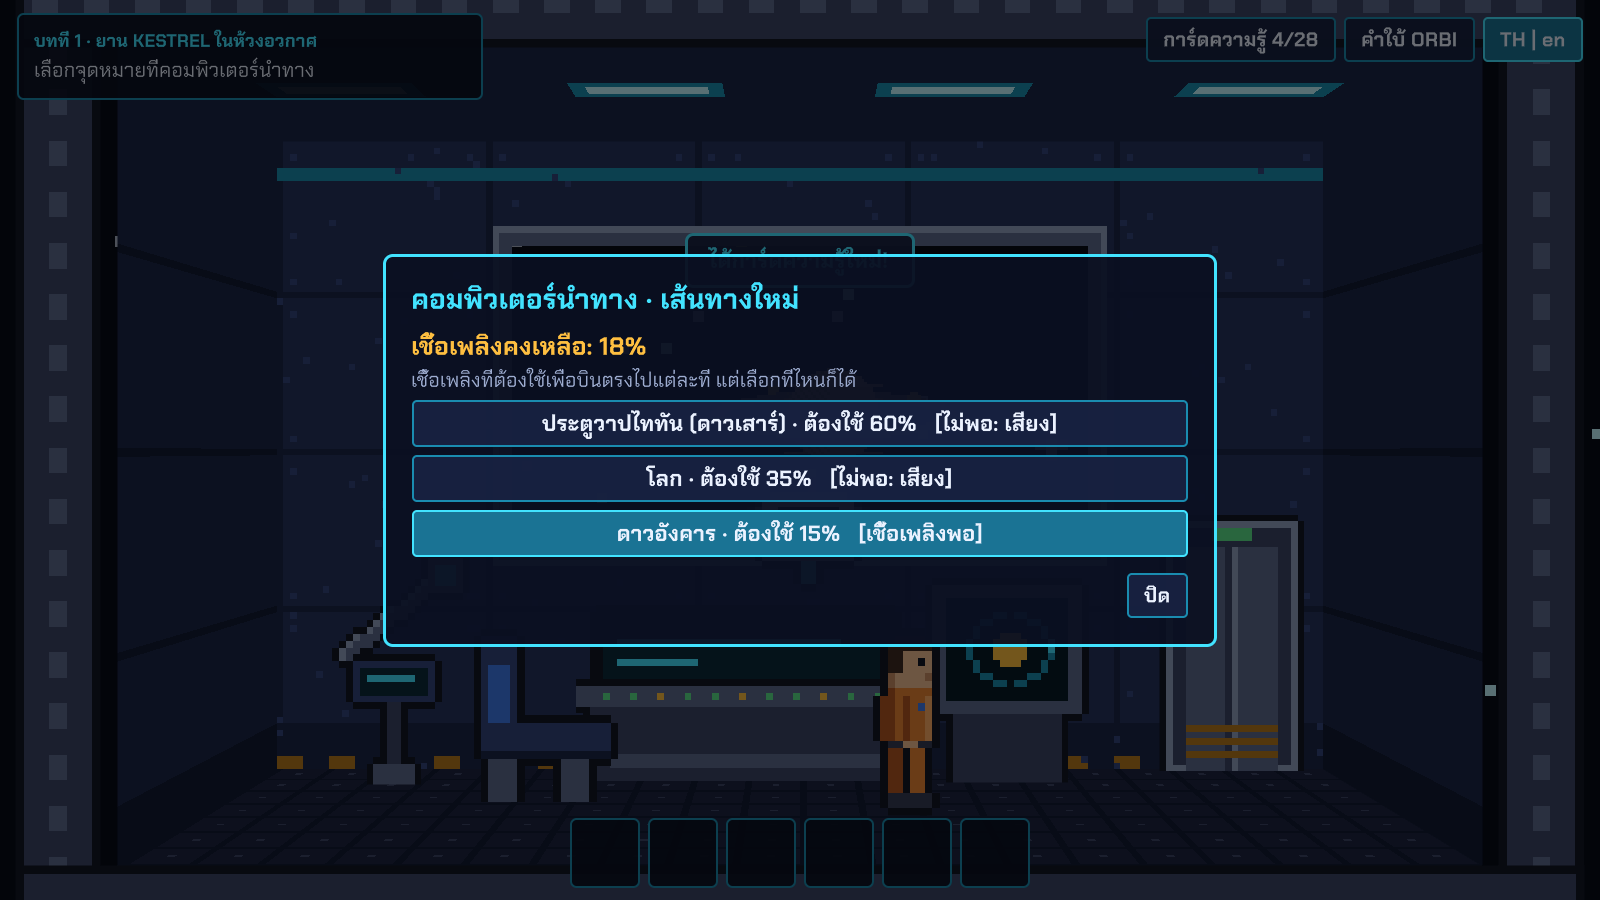 บทที่ 1 · ยาน KESTREL ในห้วงอวกาศ
เลือกจุดหมายที่คอมพิวเตอร์นำทาง
การ์ดความรู้ 4/28
คำใบ้ ORBI
TH | en
คอมพิวเตอร์นำทาง · เส้นทางใหม่
เชื้อเพลิงคงเหลือ: 18%
เชื้อเพลิงที่ต้องใช้เพื่อบินตรงไปแต่ละที่ แต่เลือกที่ไหนก็ได้
ประตูวาปไททัน (ดาวเสาร์) · ต้องใช้ 60% [ไม่พอ: เสี่ยง]
โลก · ต้องใช้ 35% [ไม่พอ: เสี่ยง]
ดาวอังคาร · ต้องใช้ 15% [เชื้อเพลิงพอ]
ปิด